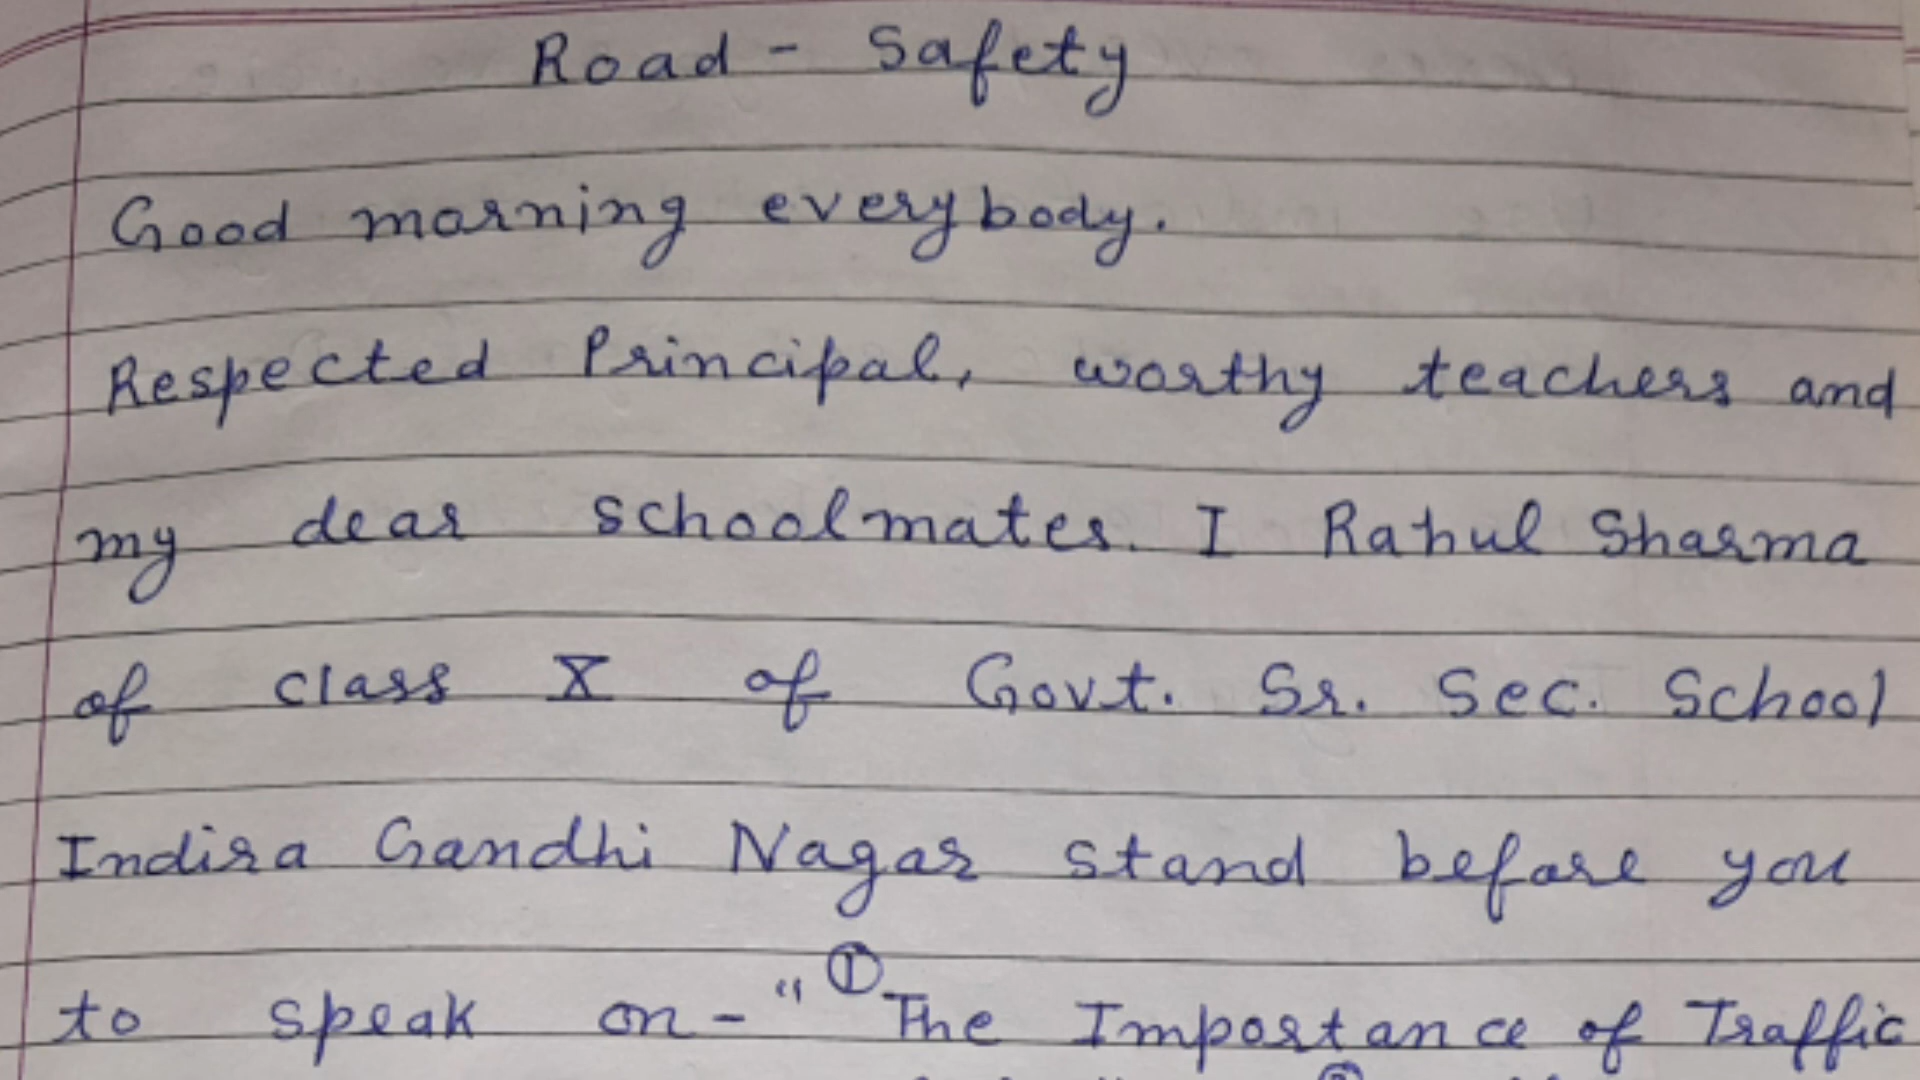 Road - Safety
Good morning everybody.
Respected Principal, worthy teachers and
my dear schoolmates. I Rahul Sharma
of class X of Govt. Sr. Sec. School
Indira Gandhi Nagar stand before you
to speak on - " ① The Importance of Traffic